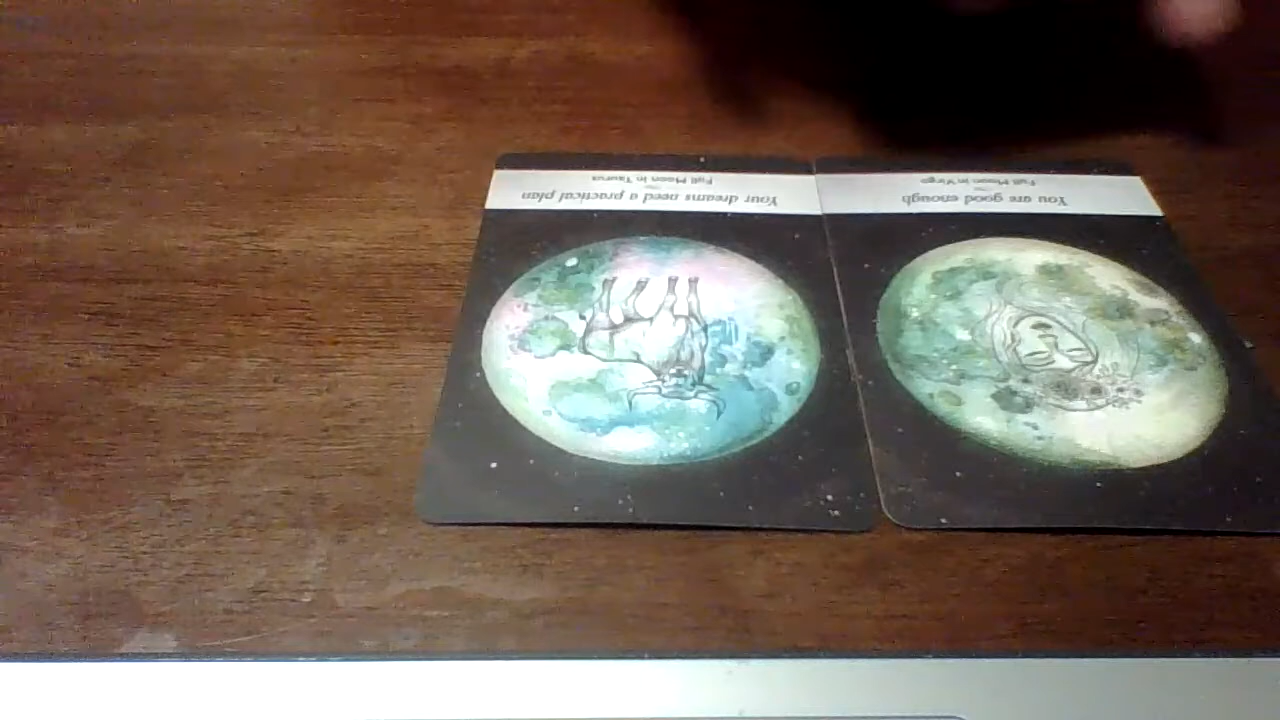 You are good enough
Full Moon in Virgo
Your dreams need a practical plan
Full Moon in Taurus